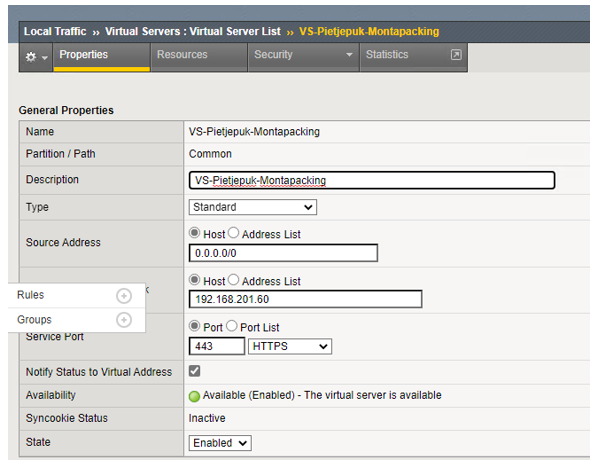 Local Traffic ›› Virtual Servers : Virtual Server List ›› VS-Pietjepuk-Montapacking
Properties Resources Security Statistics
General Properties
Name VS-Pietjepuk-Montapacking
Partition / Path Common
Description VS-Pietjepuk-Montapacking
Type Standard
Host Address List
Source Address
0.0.0.0/0
Host Address List
192.168.201.60
Rules
Groups
Port Port List
Service Port
443 HTTPS
Notify Status to Virtual Address
Availability Available (Enabled) - The virtual server is available
Syncookie Status Inactive
State Enabled